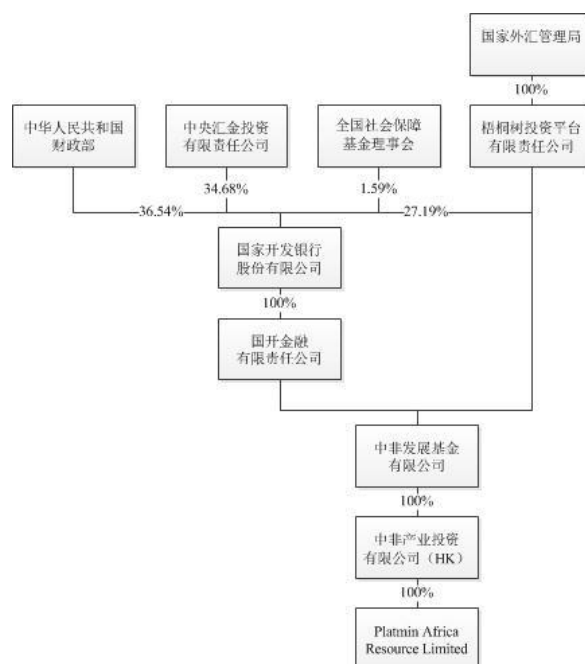 国家外汇管理局
100%
中华人民共和国
财政部
中央汇金投资
有限责任公司
全国社会保障
基金理事会
梧桐树投资平台
有限责任公司
34.68%
1.59%
36.54%
27.19%
国家开发银行
股份有限公司
100%
国开金融
有限责任公司
中非发展基金
有限公司
100%
中非产业投资
有限公司（HK）
100%
Platmin Africa
Resource Limited